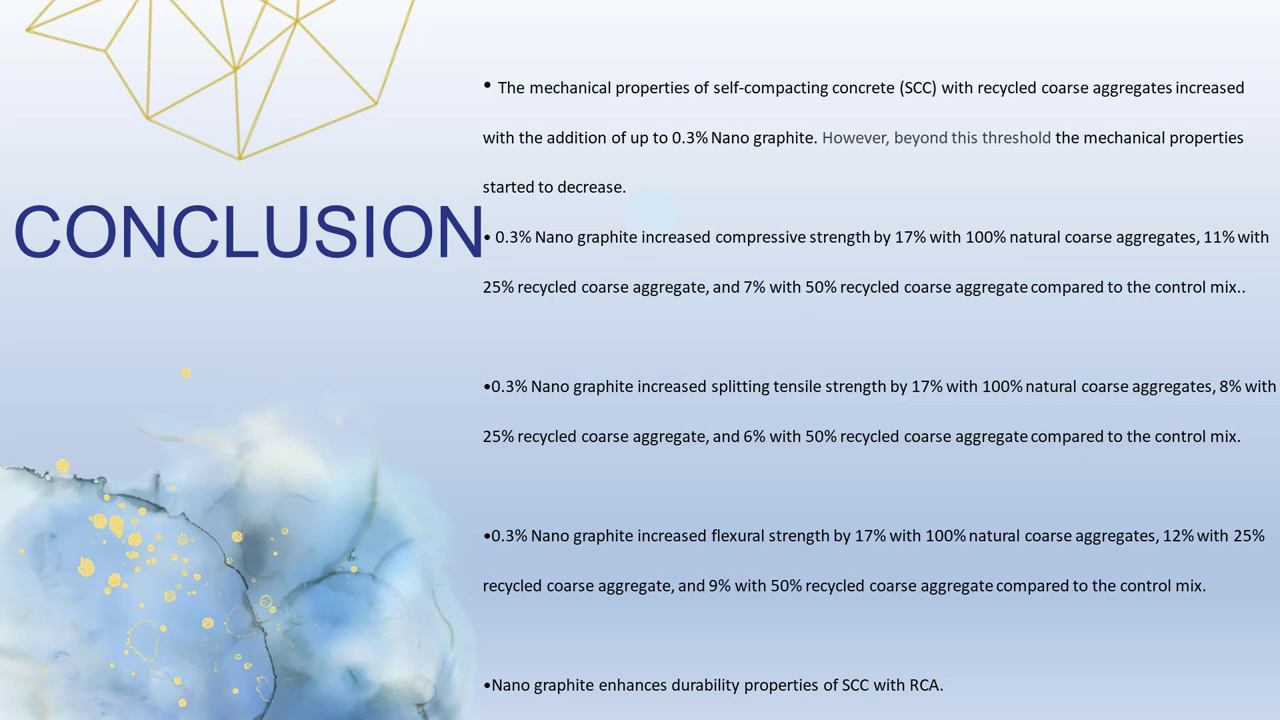 CONCLUSION
• The mechanical properties of self-compacting concrete (SCC) with recycled coarse aggregates increased
with the addition of up to 0.3% Nano graphite. However, beyond this threshold the mechanical properties
started to decrease.
• 0.3% Nano graphite increased compressive strength by 17% with 100% natural coarse aggregates, 11% with
25% recycled coarse aggregate, and 7% with 50% recycled coarse aggregate compared to the control mix..
•0.3% Nano graphite increased splitting tensile strength by 17% with 100% natural coarse aggregates, 8% with
25% recycled coarse aggregate, and 6% with 50% recycled coarse aggregate compared to the control mix.
•0.3% Nano graphite increased flexural strength by 17% with 100% natural coarse aggregates, 12% with 25%
recycled coarse aggregate, and 9% with 50% recycled coarse aggregate compared to the control mix.
•Nano graphite enhances durability properties of SCC with RCA.